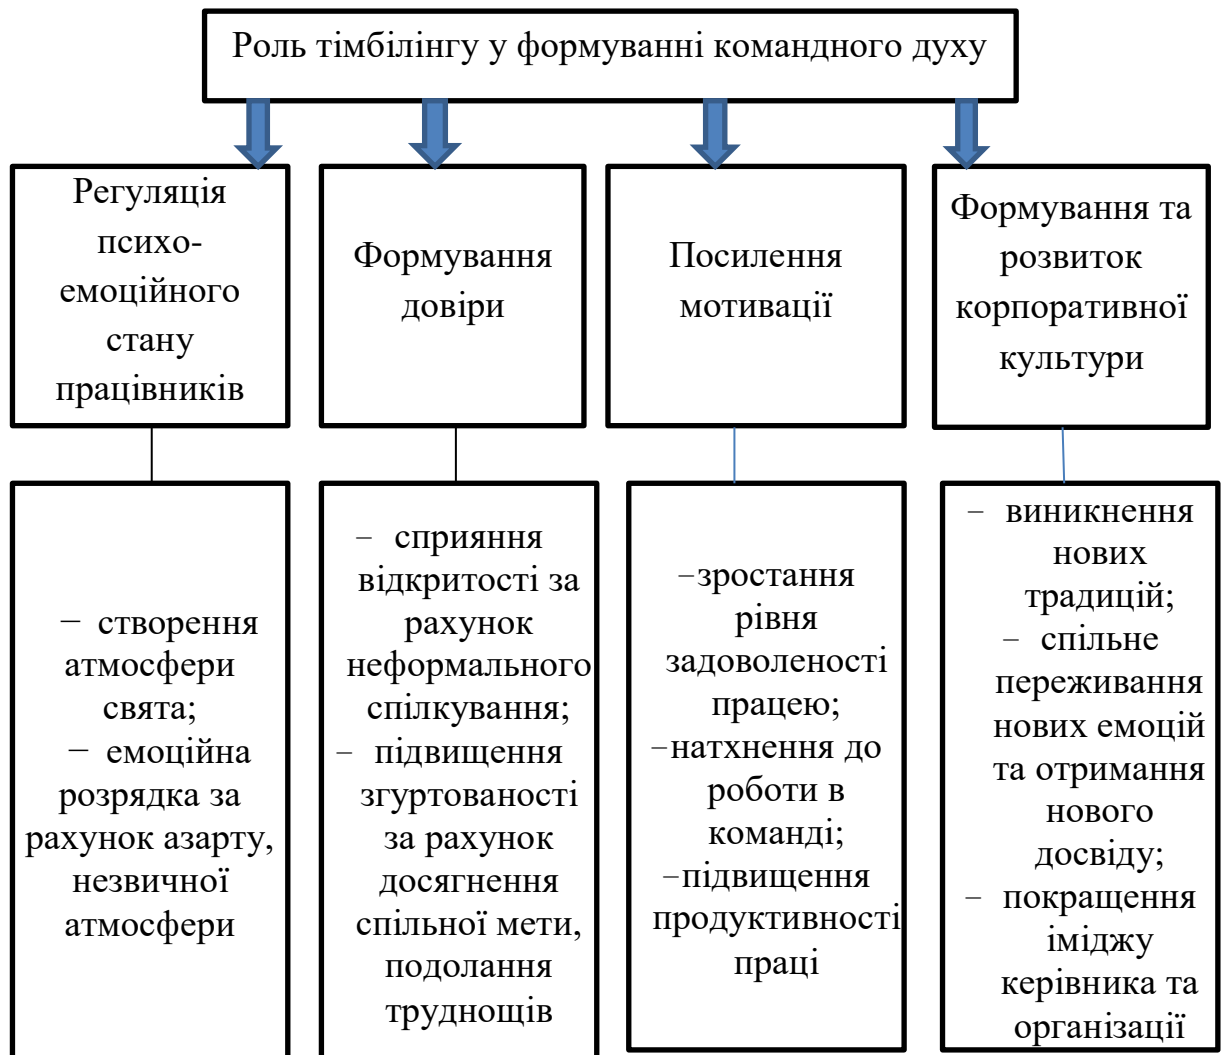 Роль тімбілінгу у формуванні командного духу
Регуляція
психо-
емоційного
стану
працівників
Формування
довіри
Посилення
мотивації
Формування та
розвиток
корпоративної
культури
− створення
атмосфери
свята;
− емоційна
розрядка за
рахунок азарту,
незвичної
атмосфери
− сприяння
відкритості за
рахунок
неформального
спілкування;
− підвищення
згуртованості
за рахунок
досягнення
спільної мети,
подолання
труднощів
−зростання
рівня
задоволеності
працею;
−натхнення до
роботи в
команді;
−підвищення
продуктивності
праці
− виникнення
нових
традицій;
− спільне
переживання
нових емоцій
та отримання
нового
досвіду;
− покращення
іміджу
керівника та
організації